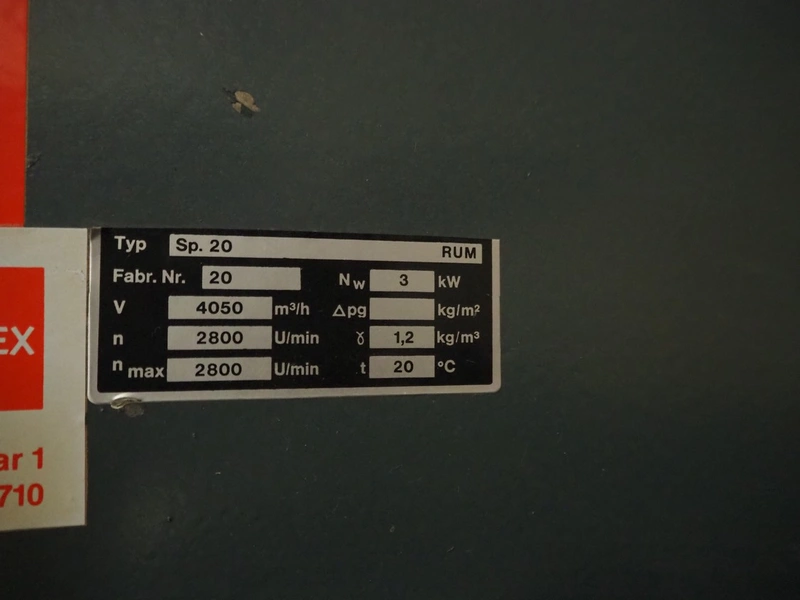 Typ Sp. 20 RUM
Fabr. Nr. 20 Nw 3 kW
V 4050 m³/h Δpg kg/m²
n 2800 U/min ɣ 1,2 kg/m³
n max 2800 U/min t 20 °C
EX
ar 1
710